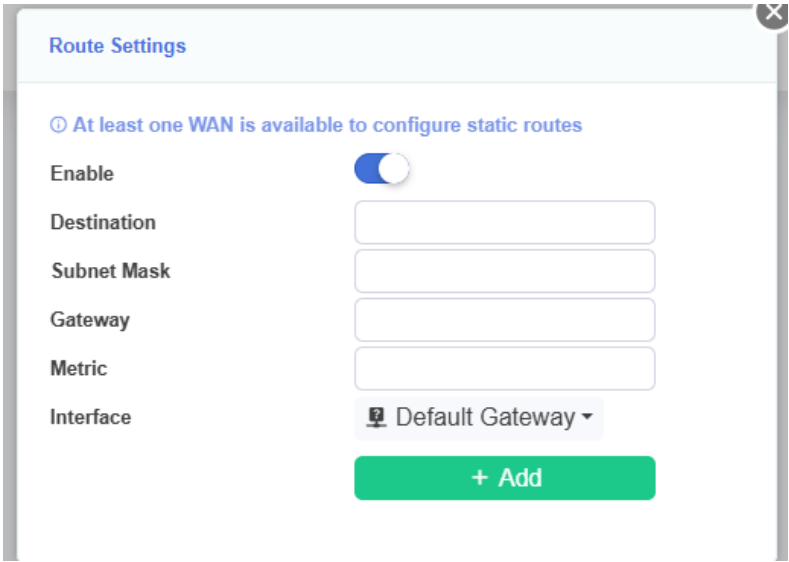 Route Settings
At least one WAN is available to configure static routes
Enable
Destination
Subnet Mask
Gateway
Metric
Interface
Default Gateway
+ Add